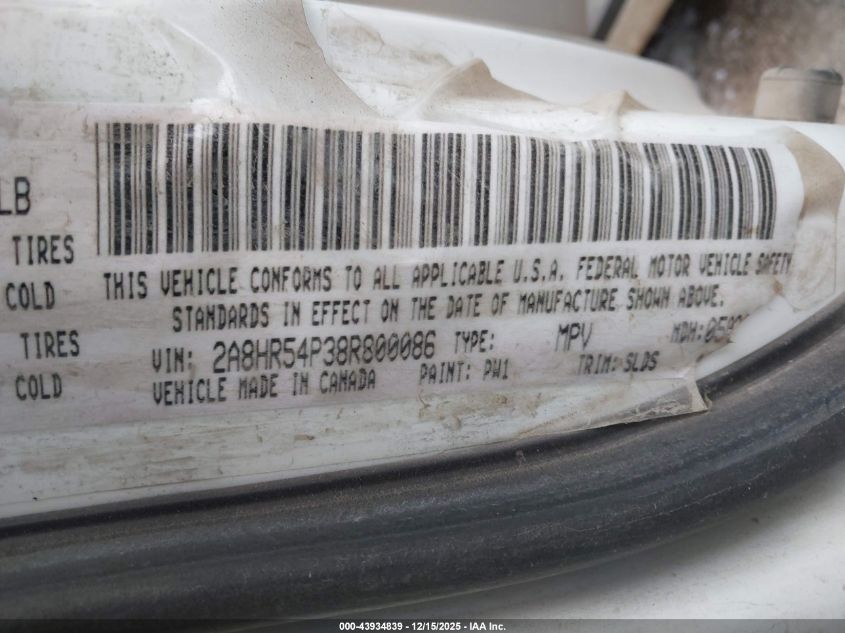 LB
TIRES
COLD
TIRES
COLD
THIS VEHICLE CONFORMS TO ALL APPLICABLE U.S.A. FEDERAL MOTOR VEHICLE SAFETY
STANDARDS IN EFFECT ON THE DATE OF MANUFACTURE SHOWN ABOVE.
VIN: 2A8HR54P38R800086 TYPE: MPV MDH:
VEHICLE MADE IN CANADA PAINT: PW1 TRIM: SLDS
000-43934839 | 12/15/2025 - IAA Inc.